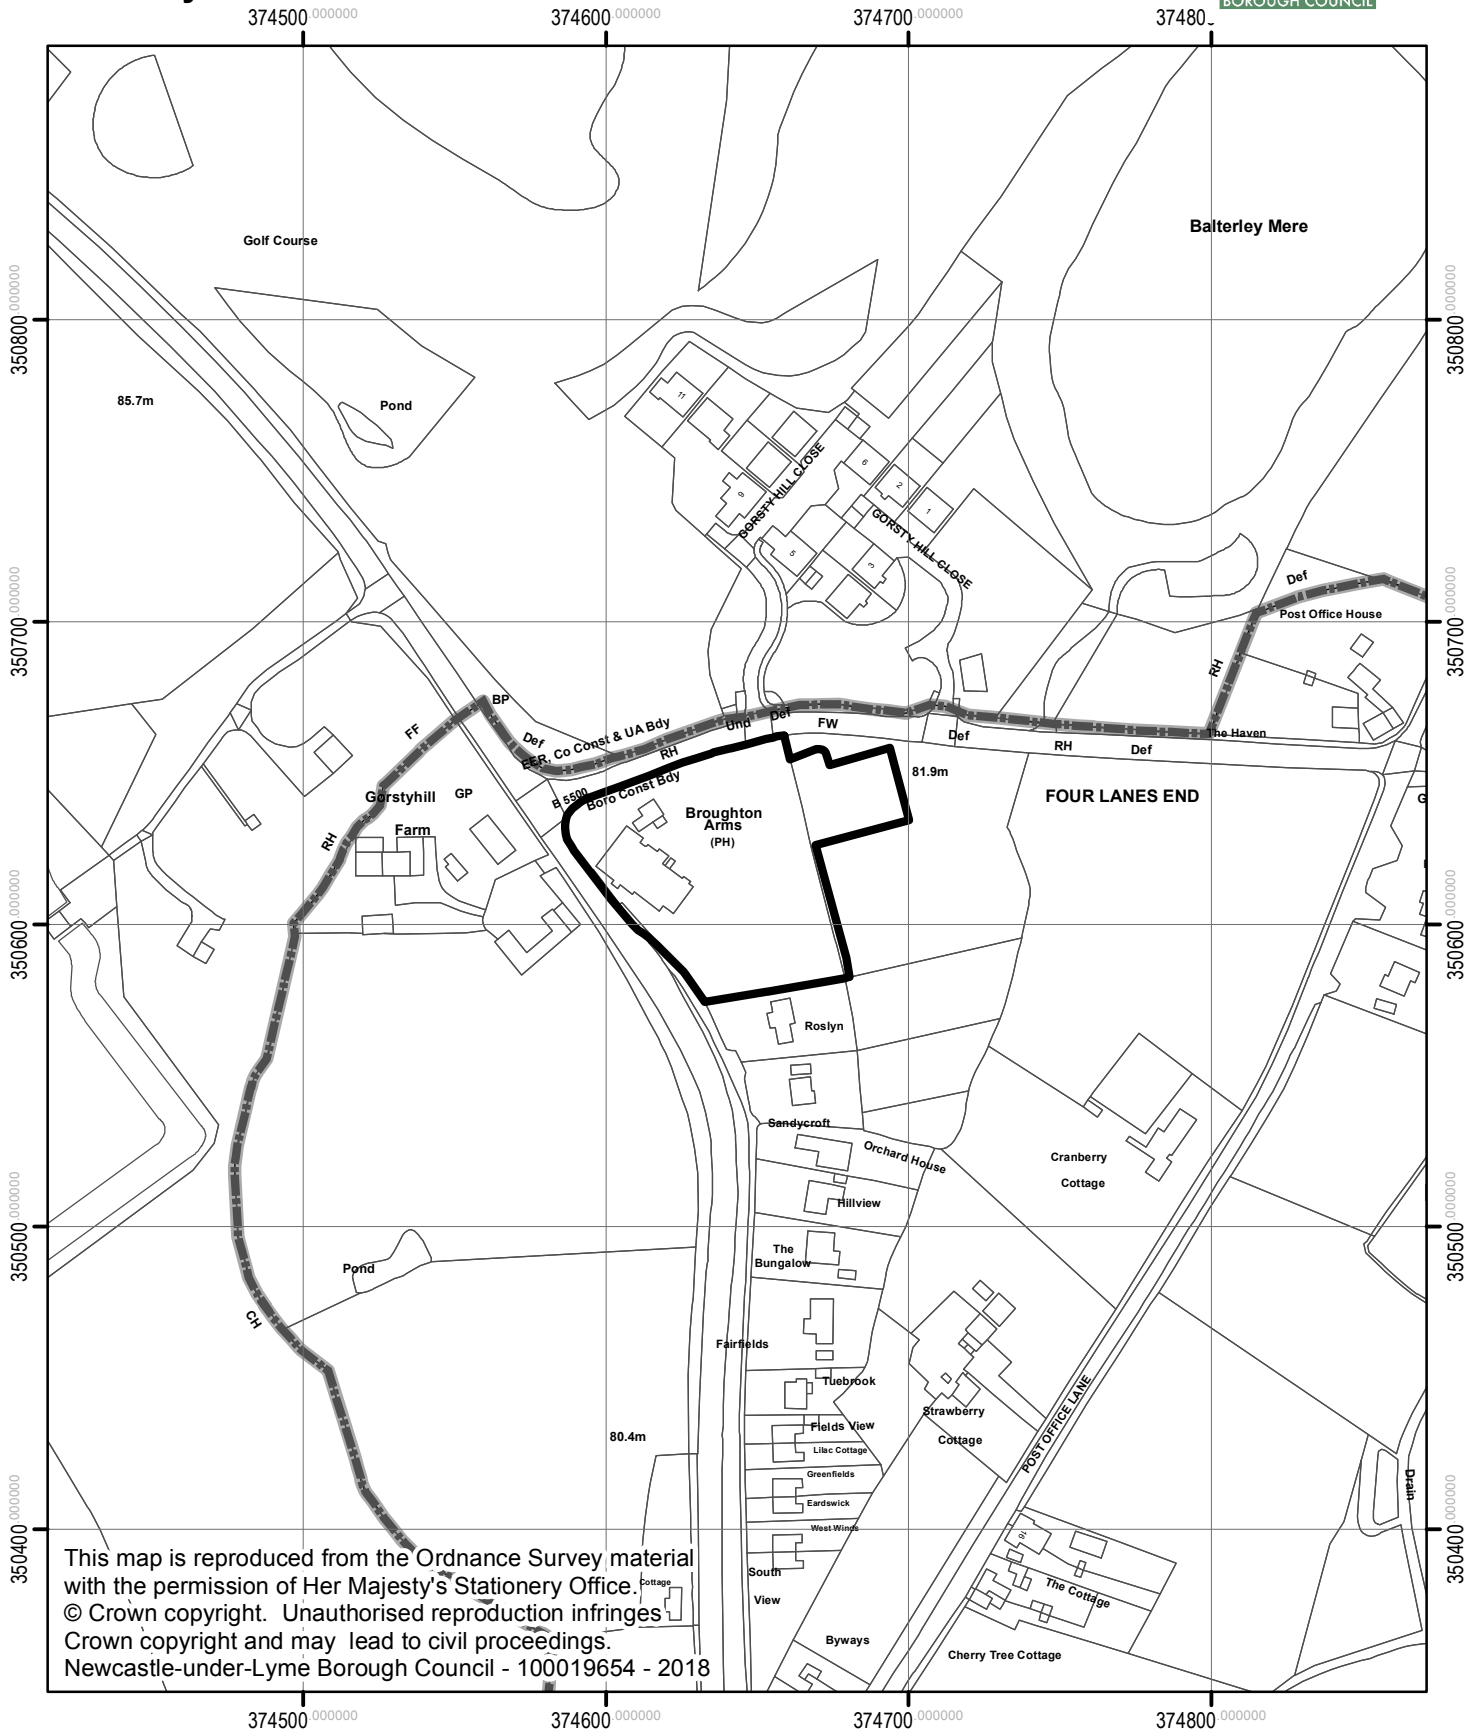 BOROUGH COUNCIL
374500.000000
374600.000000
374700.000000
37480
350800.000000
350800.000000
350700.000000
350700.000000
350600.000000
350600.000000
350500.000000
350500.000000
350400.000000
350400.000000
Golf Course
Balterley Mere
85.7m
Pond
11
9
GORSTY HILL CLOSE
6
2
1
5
3
GORSTY HILL CLOSE
Def
Post Office House
RH
BP
FF
Def
EER, Co Const & UA Bdy
Und
Def
FW
RH
Def
RH
Def
The Haven
E 5500
Boro Const Bdy
81.9m
Gorstyhill
GP
Farm
RH
Broughton
Arms
(PH)
FOUR LANES END
G
Roslyn
Sandycroft
Orchard House
Cranberry
Cottage
Hillview
The
Bungalow
Pond
CH
Fairfields
Tuebrook
Strawberry
Cottage
Fields View
80.4m
Lilac Cottage
Greenfields
Eardswick
West Winds
POST OFFICE LANE
Drain
16
South
View
Cottage
The Cottage
Byways
Cherry Tree Cottage
This map is reproduced from the Ordnance Survey material
with the permission of Her Majesty's Stationery Office.
© Crown copyright. Unauthorised reproduction infringes
Crown copyright and may lead to civil proceedings.
Newcastle-under-Lyme Borough Council - 100019654 - 2018
374500.000000
374600.000000
374700.000000
374800.000000